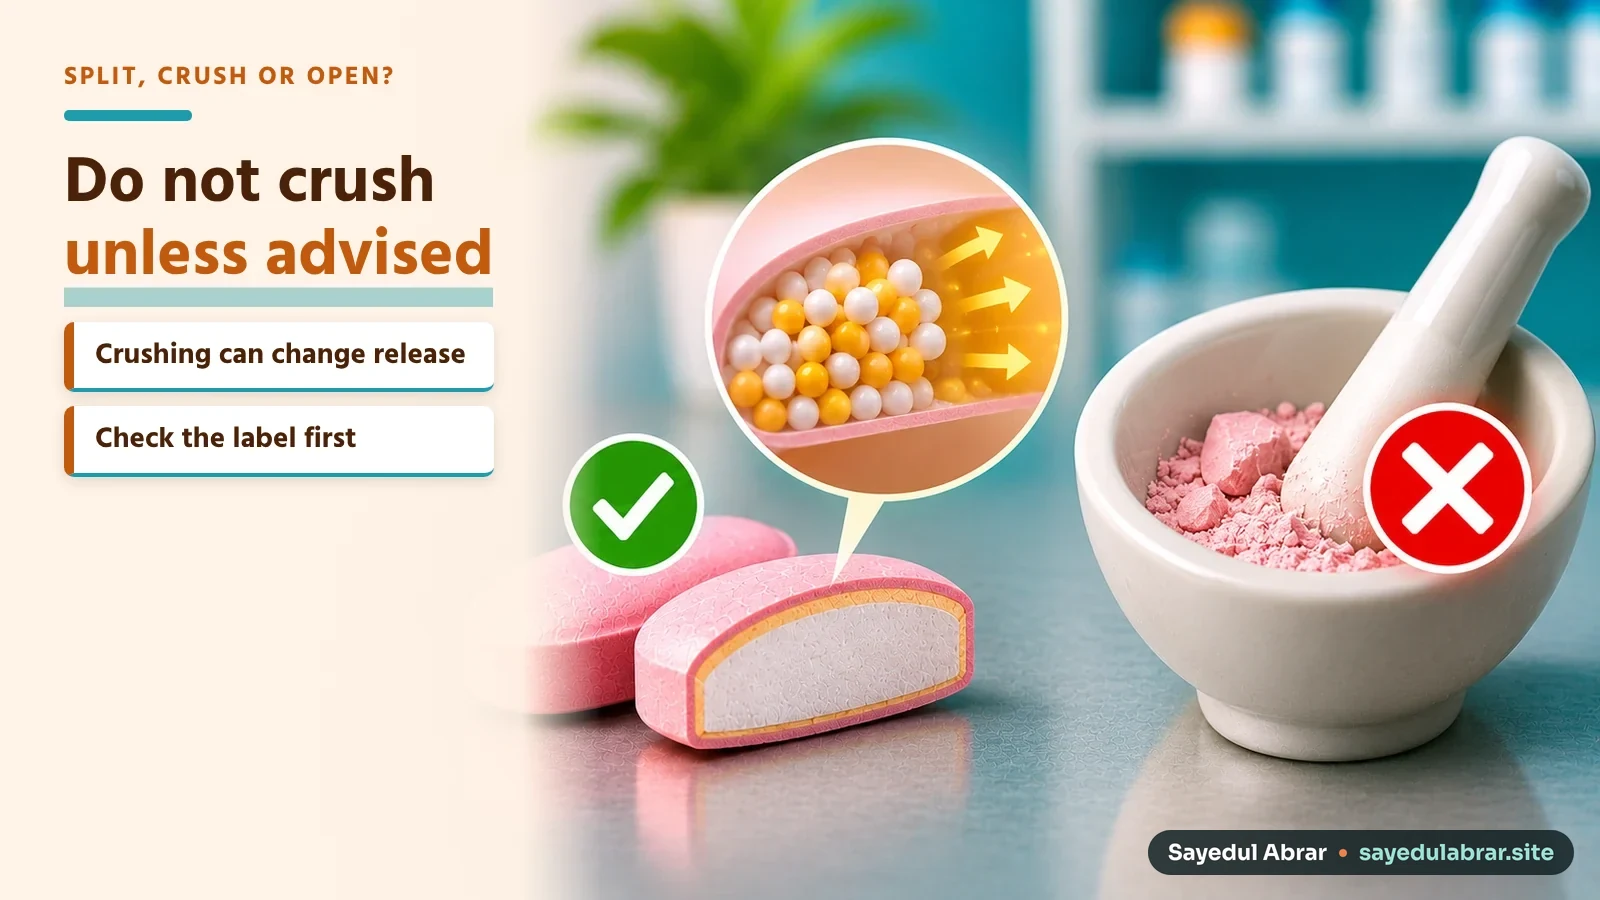 SPLIT, CRUSH OR OPEN?
Do not crush
unless advised
Crushing can change release
Check the label first
Sayedul Abrar • sayedulabrar.site